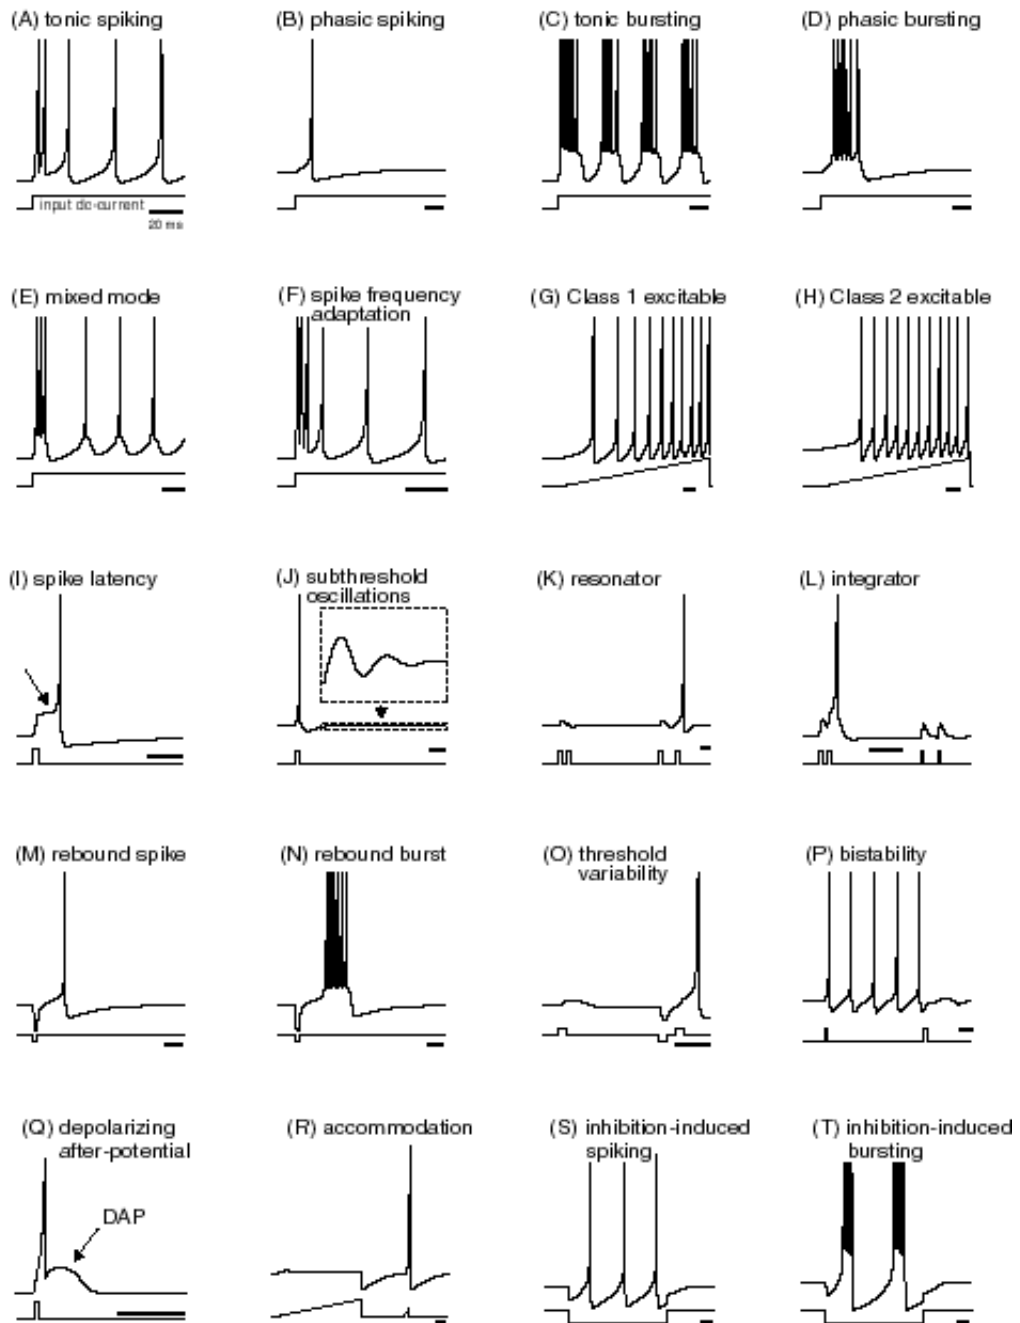 (A) tonic spiking
(B) phasic spiking
(C) tonic bursting
(D) phasic bursting
input dc-current
20 ms
(E) mixed mode
(F) spike frequency
adaptation
(G) Class 1 excitable
(H) Class 2 excitable
(I) spike latency
(J) subthreshold
oscillations
(K) resonator
(L) integrator
(M) rebound spike
(N) rebound burst
(O) threshold
variability
(P) bistability
(Q) depolarizing
after-potential
DAP
(R) accommodation
(S) inhibition-induced
spiking
(T) inhibition-induced
bursting